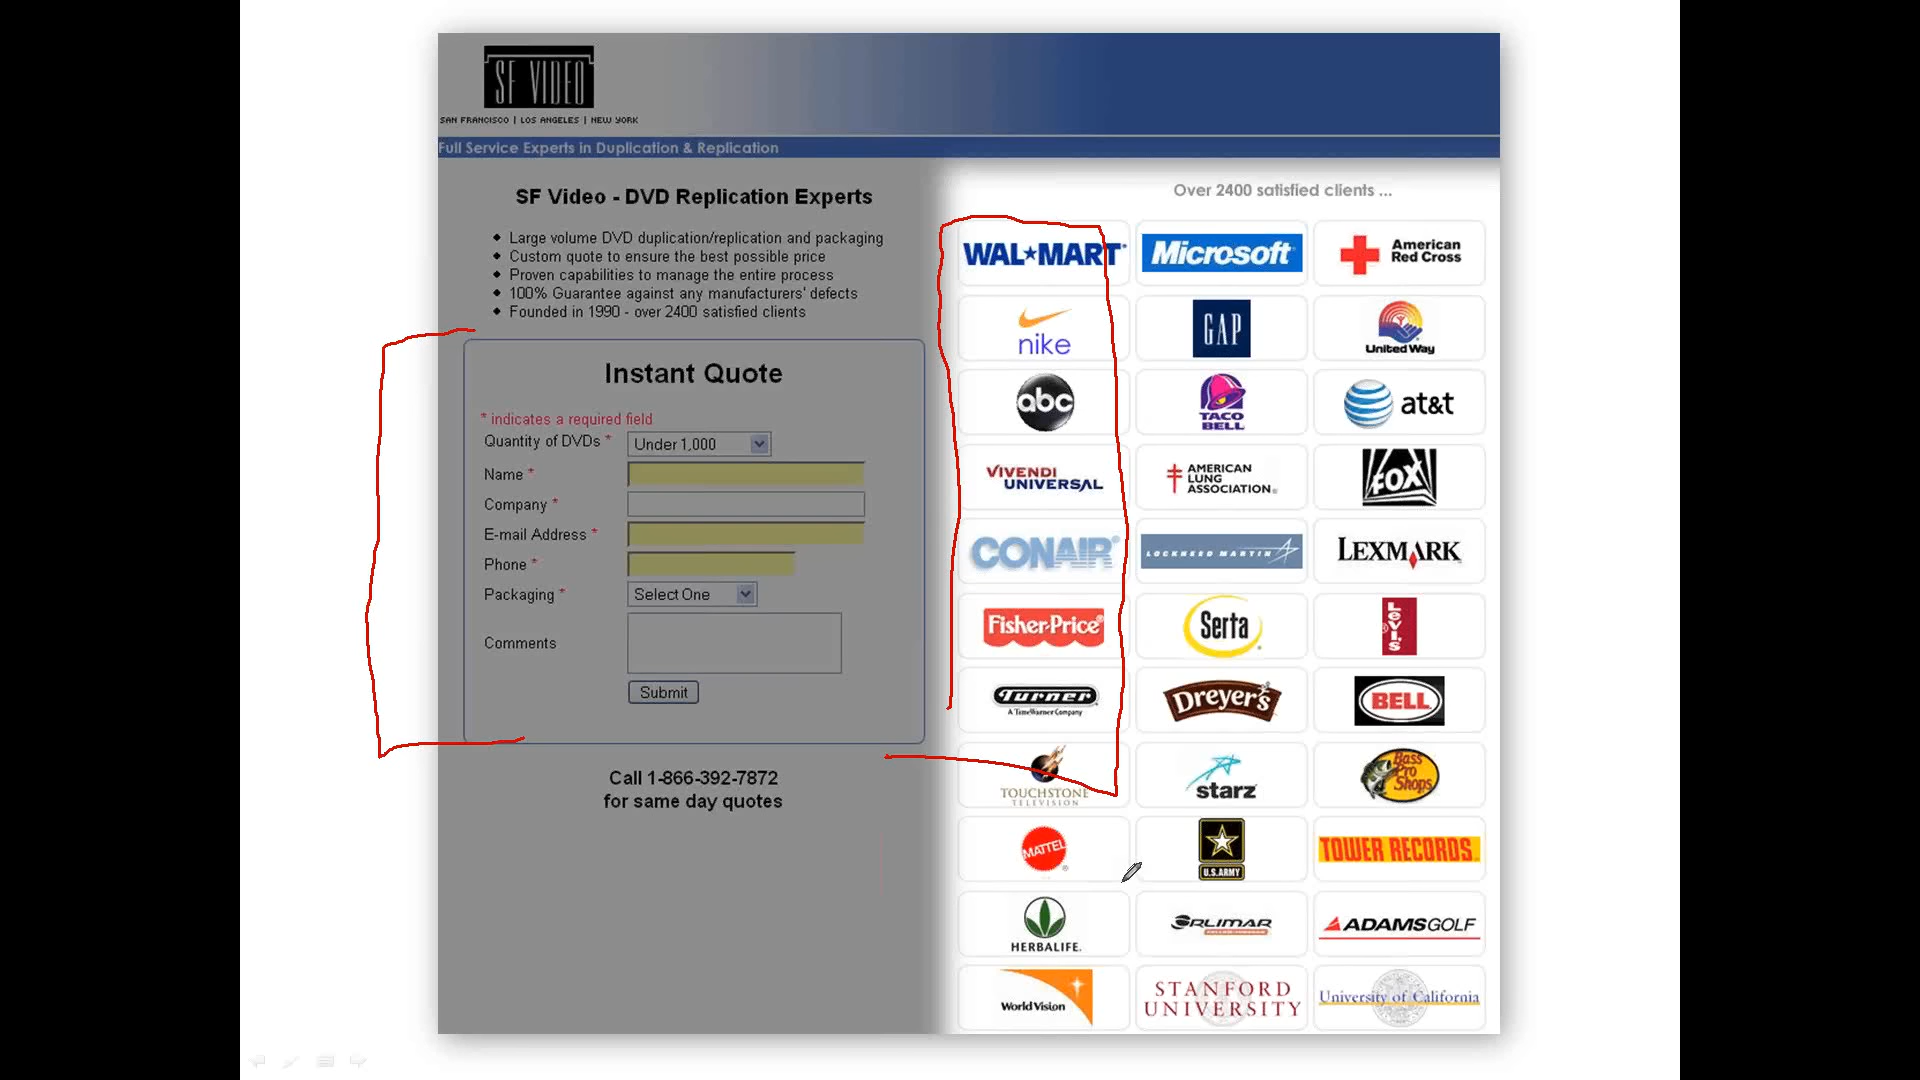 SF VIDEO
SAN FRANCISCO | LOS ANGELES | NEW YORK
Full Service Experts in Duplication & Replication
SF Video - DVD Replication Experts
Large volume DVD duplication/replication and packaging
Custom quote to ensure the best possible price
Proven capabilities to manage the entire process
100% Guarantee against any manufacturers' defects
Founded in 1990 - over 2400 satisfied clients
Instant Quote
* indicates a required field
Quantity of DVDs * Under 1,000
Name *
Company *
E-mail Address *
Phone *
Packaging * Select One
Comments
Submit
Call 1-866-392-7872
for same day quotes
Over 2400 satisfied clients ...
WAL★MART® Microsoft® American
Red Cross
nike GAP United Way
abc TACO
BELL at&t
VIVENDI
UNIVERSAL AMERICAN
LUNG
ASSOCIATION® FOX
CONAIR® LOCKHEED MARTIN LEXMARK
Fisher-Price® Serta® Levi's®
Turner
A TimeWarner Company Dreyer's BELL
TOUCHSTONE
TELEVISION starz Bass
Pro
Shops
MATTEL® U.S. ARMY TOWER RECORDS
HERBALIFE. ORLIMAR ADAMSGOLF
World Vision STANFORD
UNIVERSITY University of California